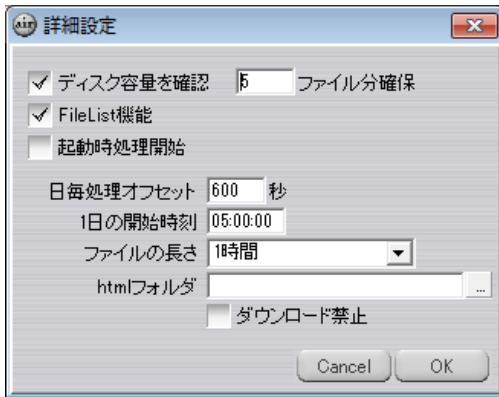 air 詳細設定
ディスク容量を確認 5 ファイル分確保
FileList機能
起動時処理開始
日毎処理オフセット 600 秒
1日の開始時刻 05:00:00
ファイルの長さ 1時間
htmlフォルダ ...
ダウンロード禁止
Cancel OK